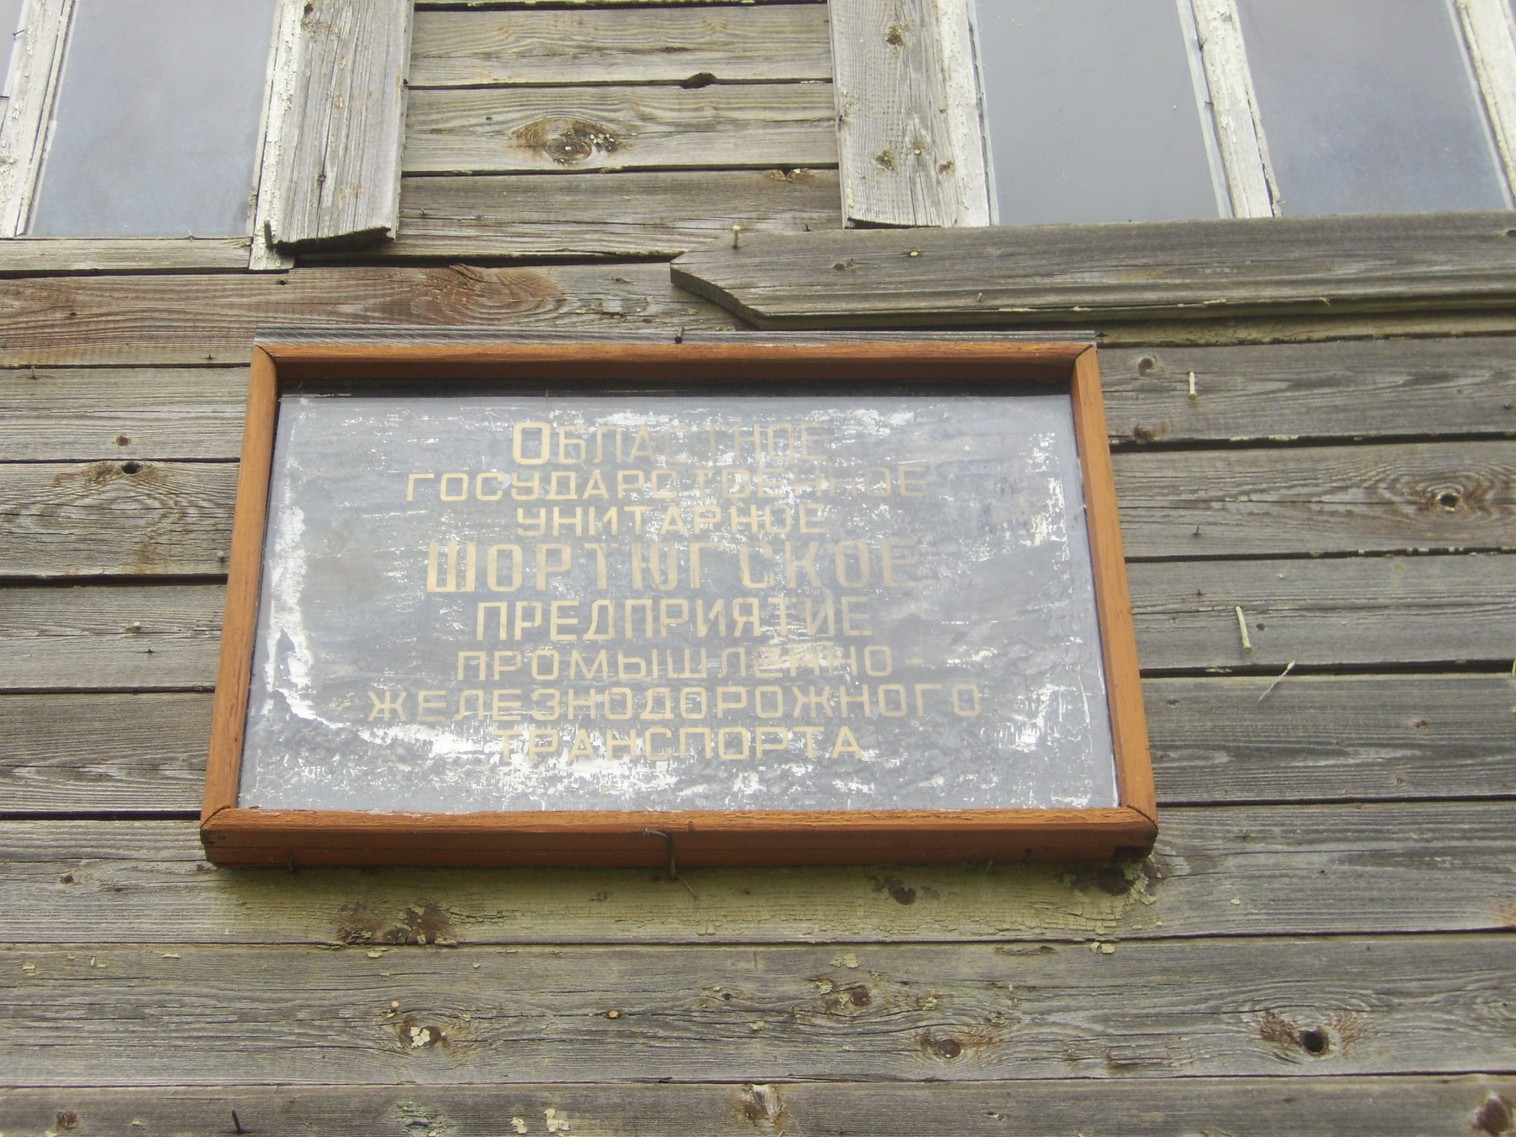 Областное
государственное
унитарное
Шортюгское
предприятие
промышленно-
железнодорожного
транспорта